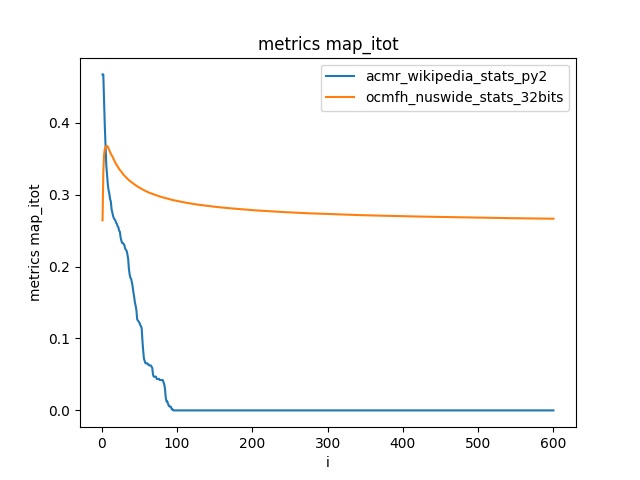 metrics map_itot
acmr_wikipedia_stats_py2
ocmfh_nuswide_stats_32bits
metrics map_itot
0.4
0.3
0.2
0.1
0.0
0 100 200 300 400 500 600
i